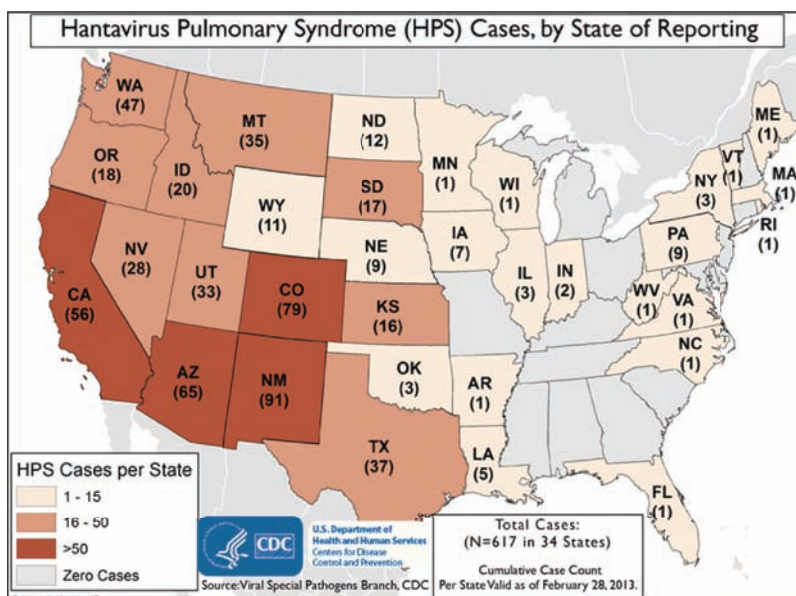 Hantavirus Pulmonary Syndrome (HPS) Cases, by State of Reporting
WA
(47)
MT
(35)
ND
(12)
MN
(1)
ME
(1)
VT
(1)
MA
(1)
OR
(18)
ID
(20)
SD
(17)
WI
(1)
NY
(3)
RI
(1)
WY
(11)
IA
(7)
PA
(9)
NV
(28)
UT
(33)
NE
(9)
IL
(3)
IN
(2)
CA
(56)
CO
(79)
KS
(16)
WV
(1)
VA
(1)
NC
(1)
AZ
(65)
NM
(91)
OK
(3)
AR
(1)
TX
(37)
LA
(5)
FL
(1)
HPS Cases per State
1 - 15
16 - 50
>50
Zero Cases
CDC
U.S. Department of
Health and Human Services
Centers for Disease
Control and Prevention
Source:Viral Special Pathogens Branch, CDC
Total Cases:
(N=617 in 34 States)
Cumulative Case Count
Per State Valid as of February 28, 2013.